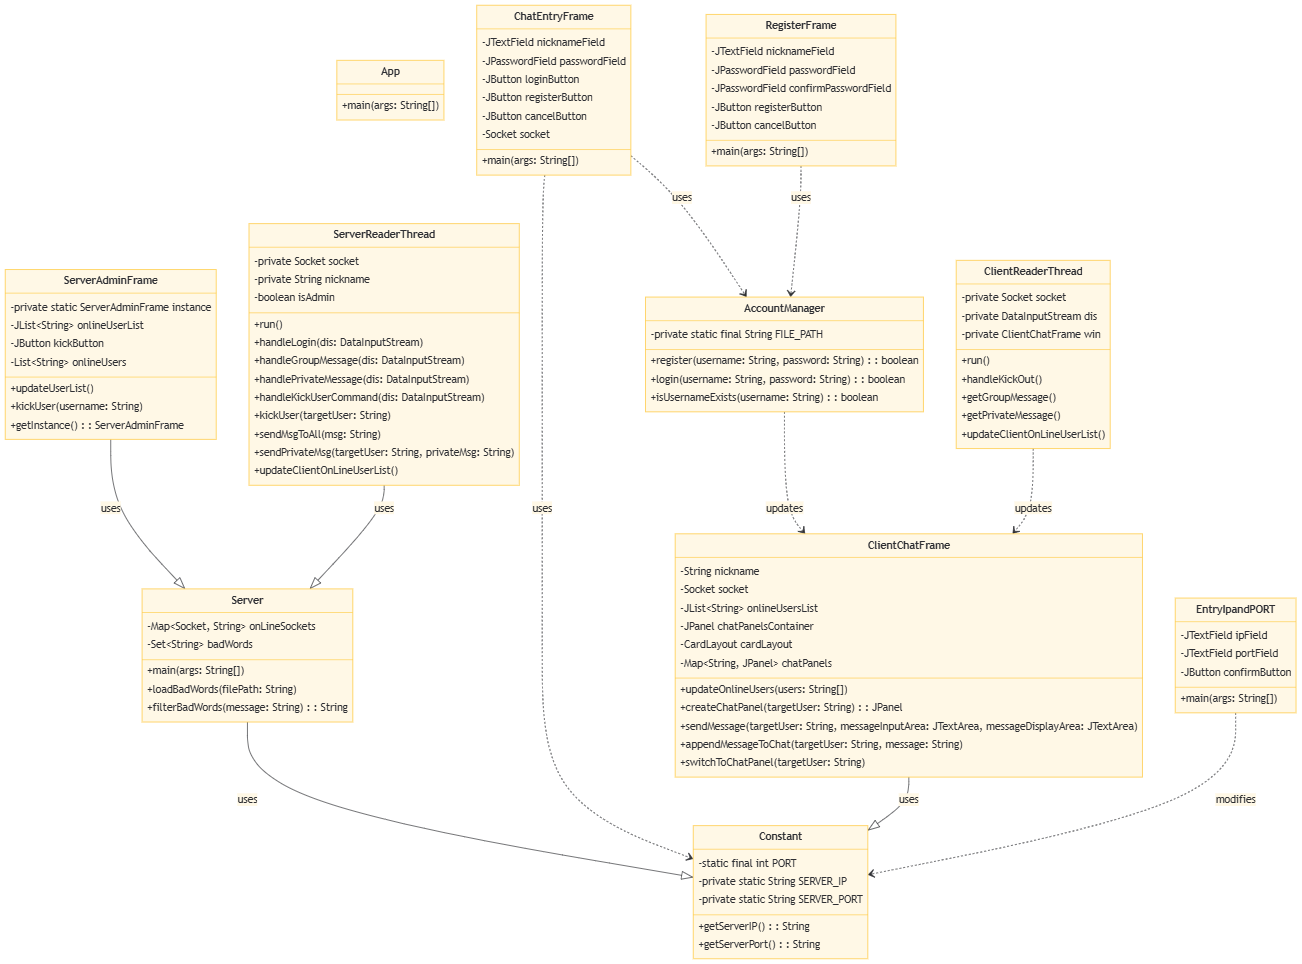 ChatEntryFrame
-JTextField nicknameField
-JPasswordField passwordField
-JButton loginButton
-JButton registerButton
-JButton cancelButton
-Socket socket
+main(args: String[])
RegisterFrame
-JTextField nicknameField
-JPasswordField passwordField
-JPasswordField confirmPasswordField
-JButton registerButton
-JButton cancelButton
+main(args: String[])
App
+main(args: String[])
uses
uses
ServerReaderThread
-private Socket socket
-private String nickname
-boolean isAdmin
+run()
+handleLogin(dis: DataInputStream)
+handleGroupMessage(dis: DataInputStream)
+handlePrivateMessage(dis: DataInputStream)
+handleKickUserCommand(dis: DataInputStream)
+kickUser(targetUser: String)
+sendMsgToAll(msg: String)
+sendPrivateMsg(targetUser: String, privateMsg: String)
+updateClientOnLineUserList()
ServerAdminFrame
-private static ServerAdminFrame instance
-JList<String> onlineUserList
-JButton kickButton
-List<String> onlineUsers
+updateUserList()
+kickUser(username: String)
+getInstance() : : ServerAdminFrame
AccountManager
-private static final String FILE_PATH
+register(username: String, password: String) : : boolean
+login(username: String, password: String) : : boolean
+isUsernameExists(username: String) : : boolean
ClientReaderThread
-private Socket socket
-private DataInputStream dis
-private ClientChatFrame win
+run()
+handleKickOut()
+getGroupMessage()
+getPrivateMessage()
+updateClientOnLineUserList()
uses
uses
uses
updates
updates
Server
-Map<Socket, String> onLineSockets
-Set<String> badWords
+main(args: String[])
+loadBadWords(filePath: String)
+filterBadWords(message: String) : : String
ClientChatFrame
-String nickname
-Socket socket
-JList<String> onlineUsersList
-JPanel chatPanelsContainer
-CardLayout cardLayout
-Map<String, JPanel> chatPanels
+updateOnlineUsers(users: String[])
+createChatPanel(targetUser: String) : : JPanel
+sendMessage(targetUser: String, messageInputArea: JTextArea, messageDisplayArea: JTextArea)
+appendMessageToChat(targetUser: String, message: String)
+switchToChatPanel(targetUser: String)
EntryIpandPORT
-JTextField ipField
-JTextField portField
-JButton confirmButton
+main(args: String[])
uses
uses
modifies
Constant
-static final int PORT
-private static String SERVER_IP
-private static String SERVER_PORT
+getServerIP() : : String
+getServerPort() : : String